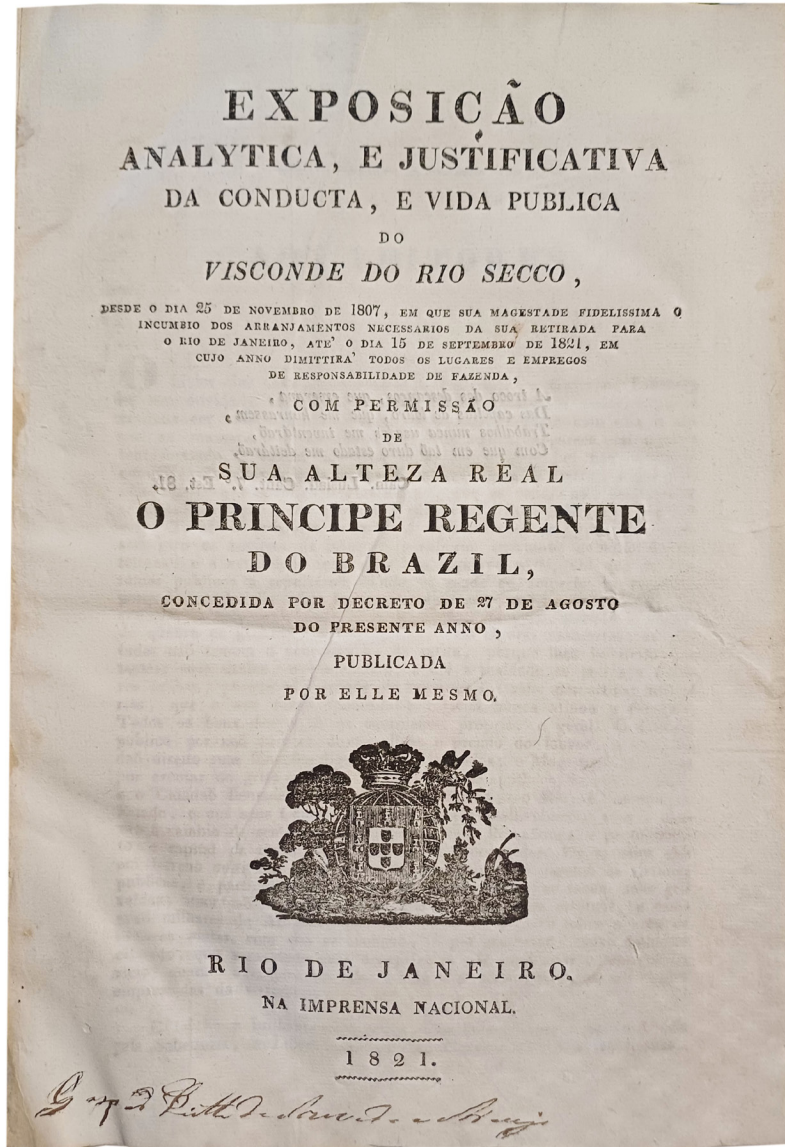 EXPOSIÇÃO
ANALYTICA, E JUSTIFICATIVA
DA CONDUCTA, E VIDA PUBLICA
DO
VISCONDE DO RIO SECCO,
DESDE O DIA 25 DE NOVEMBRO DE 1807, EM QUE SUA MAGESTADE FIDELISSIMA O
INCUMBIO DOS ARRANJAMENTOS NECESSARIOS DA SUA RETIRADA PARA
O RIO DE JANEIRO, ATE' O DIA 15 DE SEPTEMBRO DE 1821, EM
CUJO ANNO DIMITTIRA' TODOS OS LUGARES E EMPREGOS
DE RESPONSABILIDADE DE FAZENDA,
COM PERMISSÃO
DE
SUA ALTEZA REAL
O PRINCIPE REGENTE
DO BRAZIL,
CONCEDIDA POR DECRETO DE 27 DE AGOSTO
DO PRESENTE ANNO,
PUBLICADA
POR ELLE MESMO.
RIO DE JANEIRO.
NA IMPRENSA NACIONAL.
1821.